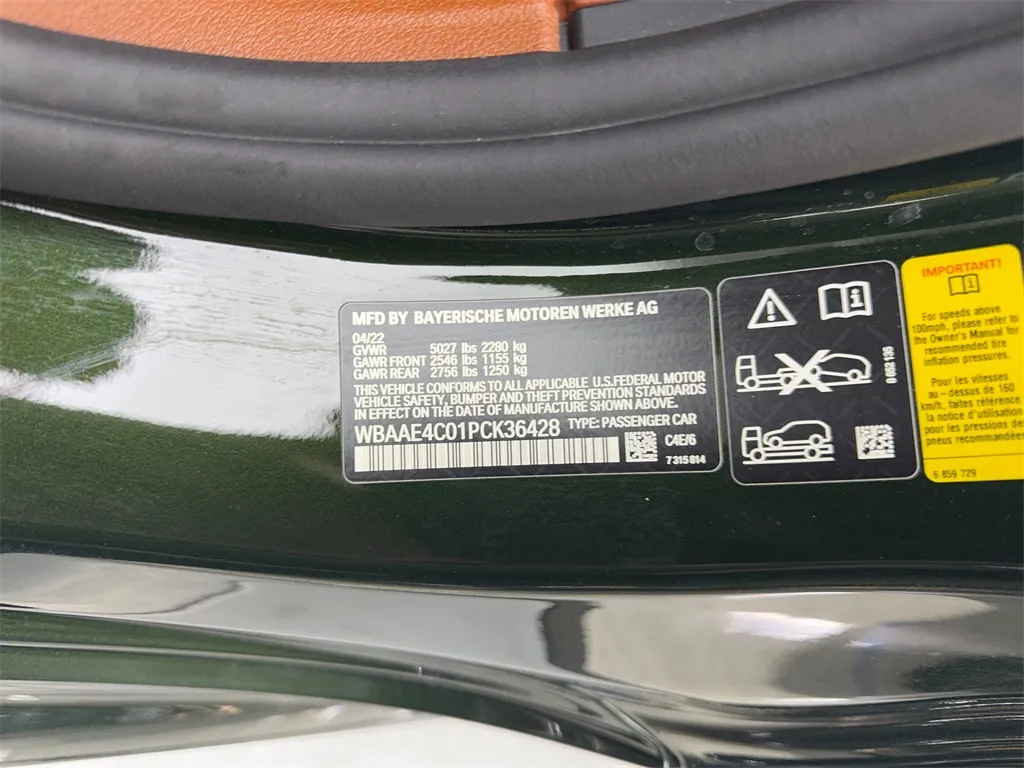 MFD BY BAYERISCHE MOTOREN WERKE AG
04/22
GVWR 5027 lbs 2280 kg
GAWR FRONT 2546 lbs 1155 kg
GAWR REAR 2756 lbs 1250 kg
THIS VEHICLE CONFORMS TO ALL APPLICABLE U.S.FEDERAL MOTOR
VEHICLE SAFETY, BUMPER AND THEFT PREVENTION STANDARDS
IN EFFECT ON THE DATE OF MANUFACTURE SHOWN ABOVE.
WBAAE4C01PCK36428 TYPE: PASSENGER CAR
C4E/6
7315814
8 682 135
IMPORTANT!
For speeds above
100mph, please refer to
the Owner's Manual for
recommended tire
inflation pressures.
Pour les vitesses
au-dessus de 160
km/h, faites référence
la notice d'utilisation
pour les pressions des
pneus recommandées
6 859 729